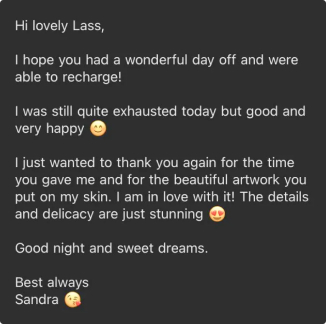 Hi lovely Lass,
I hope you had a wonderful day off and were
able to recharge!
I was still quite exhausted today but good and
very happy 😊
I just wanted to thank you again for the time
you gave me and for the beautiful artwork you
put on my skin. I am in love with it! The details
and delicacy are just stunning 😍
Good night and sweet dreams.
Best always
Sandra 😘